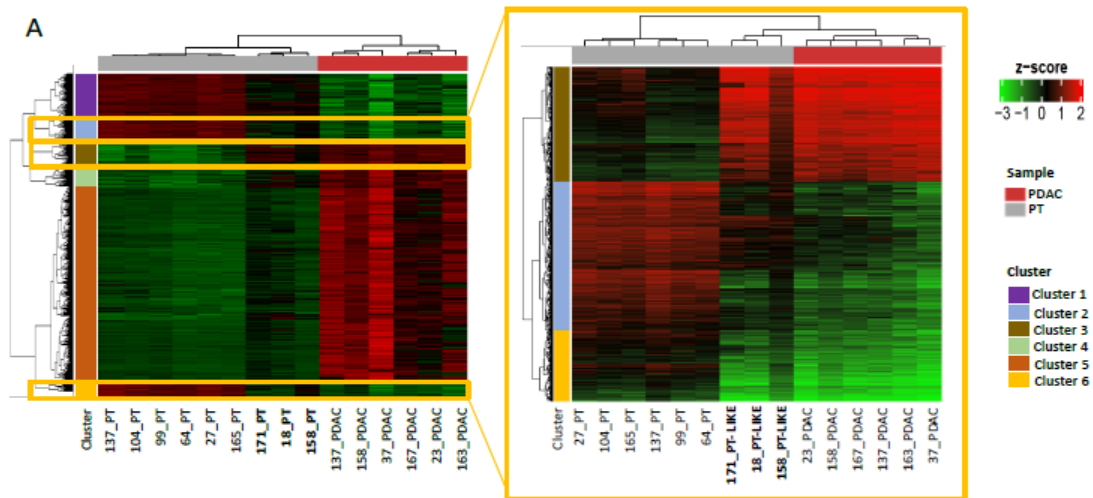 A
Cluster
137_PT
104_PT
99_PT
64_PT
27_PT
165_PT
171_PT
18_PT
158_PT
137_PDAC
158_PDAC
37_PDAC
167_PDAC
23_PDAC
163_PDAC
Cluster
27_PT
104_PT
165_PT
137_PT
99_PT
64_PT
171_PT- LIKE
18_PT-LIKE
158_PT-LIKE
23_PDAC
158_PDAC
167_PDAC
137_PDAC
163_PDAC
37_PDAC
z-score
-3 -1 0 1 2
Sample
PDAC
PT
Cluster
Cluster 1
Cluster 2
Cluster 3
Cluster 4
Cluster 5
Cluster 6